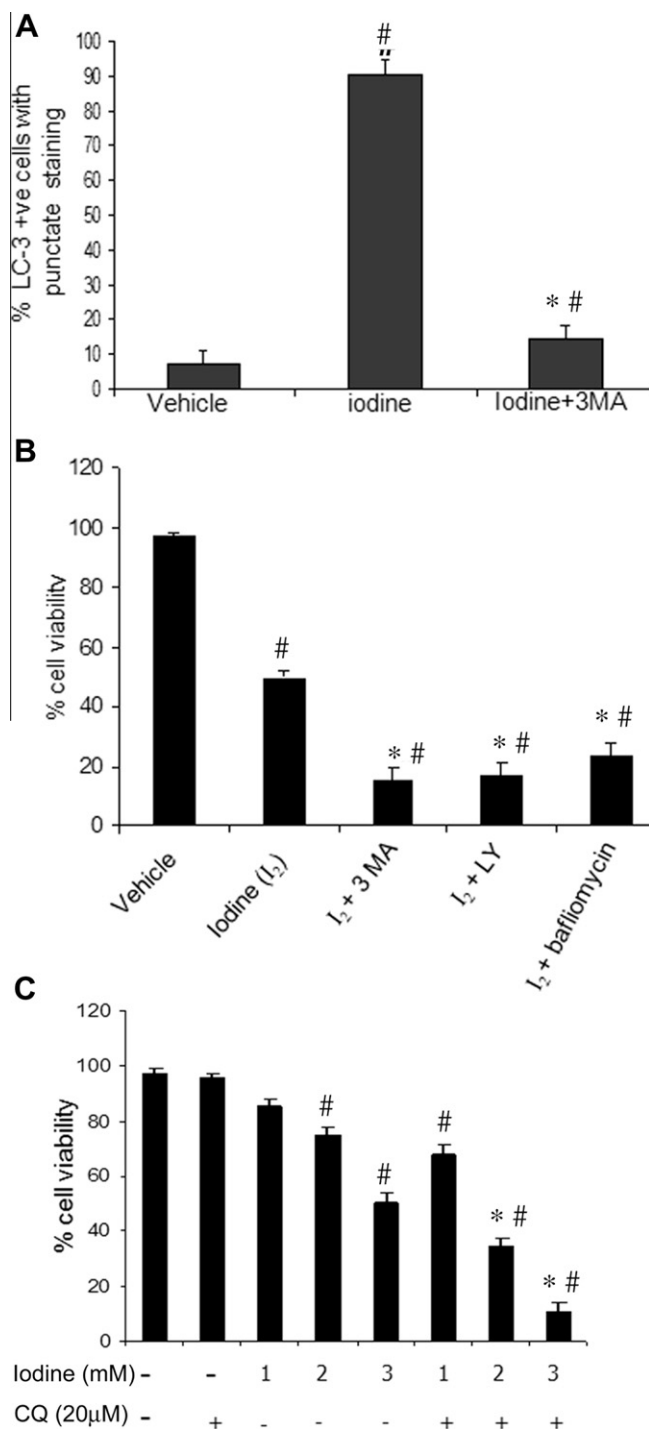 A
% LC-3 +ve cells with
punctate staining
100
90
80
70
60
50
40
30
20
10
0
#
* #
Vehicle iodine Iodine+3MA
B
% cell viability
120
100
80
60
40
20
0
#
* # * # * #
Vehicle
Iodine (I₂)
I₂ + 3 MA
I₂ + LY
I₂ + bafliomycin
C
% cell viability
120
100
80
60
40
20
0
# # # * # * #
Iodine (mM) - - 1 2 3 1 2 3
CQ (20μM) - + - - - + + +